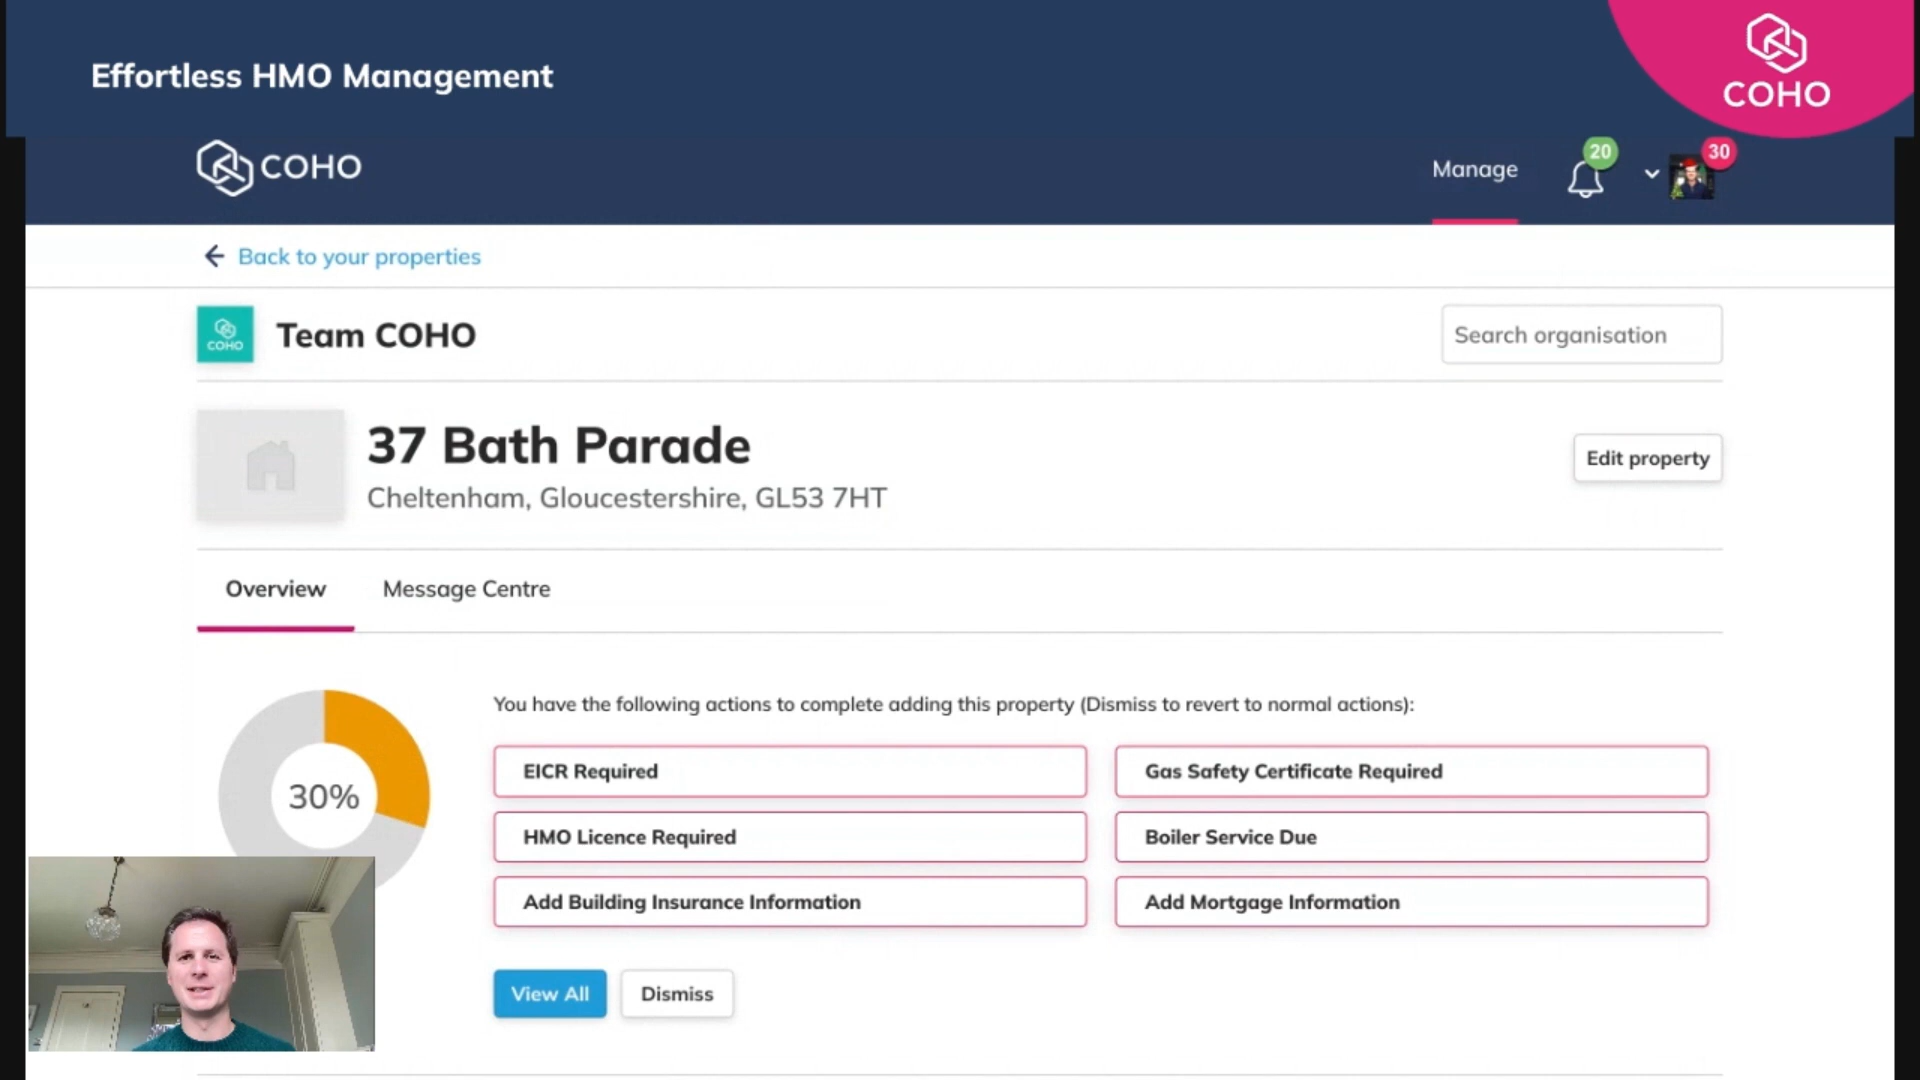 Effortless HMO Management
COHO
COHO
Manage
20
30
Back to your properties
COHO
Team COHO
Search organisation
37 Bath Parade
Cheltenham, Gloucestershire, GL53 7HT
Edit property
Overview
Message Centre
You have the following actions to complete adding this property (Dismiss to revert to normal actions):
30%
EICR Required
Gas Safety Certificate Required
HMO Licence Required
Boiler Service Due
Add Building Insurance Information
Add Mortgage Information
View All
Dismiss